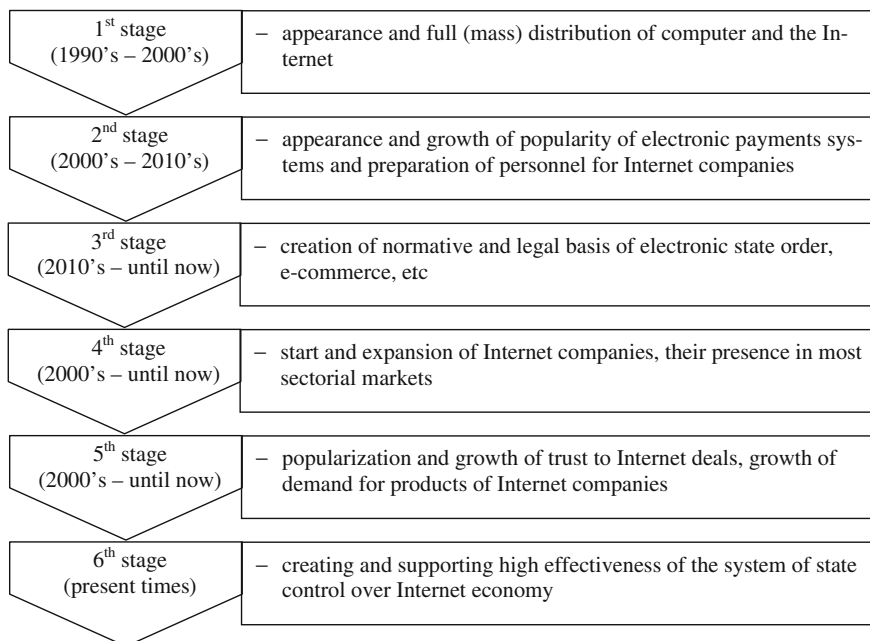 1st stage
(1990's – 2000's)
– appearance and full (mass) distribution of computer and the In-
ternet
2nd stage
(2000's – 2010's)
– appearance and growth of popularity of electronic payments sys-
tems and preparation of personnel for Internet companies
3rd stage
(2010's – until now)
– creation of normative and legal basis of electronic state order,
e-commerce, etc
4th stage
(2000's – until now)
– start and expansion of Internet companies, their presence in most
sectorial markets
5th stage
(2000's – until now)
– popularization and growth of trust to Internet deals, growth of
demand for products of Internet companies
6th stage
(present times)
– creating and supporting high effectiveness of the system of state
control over Internet economy